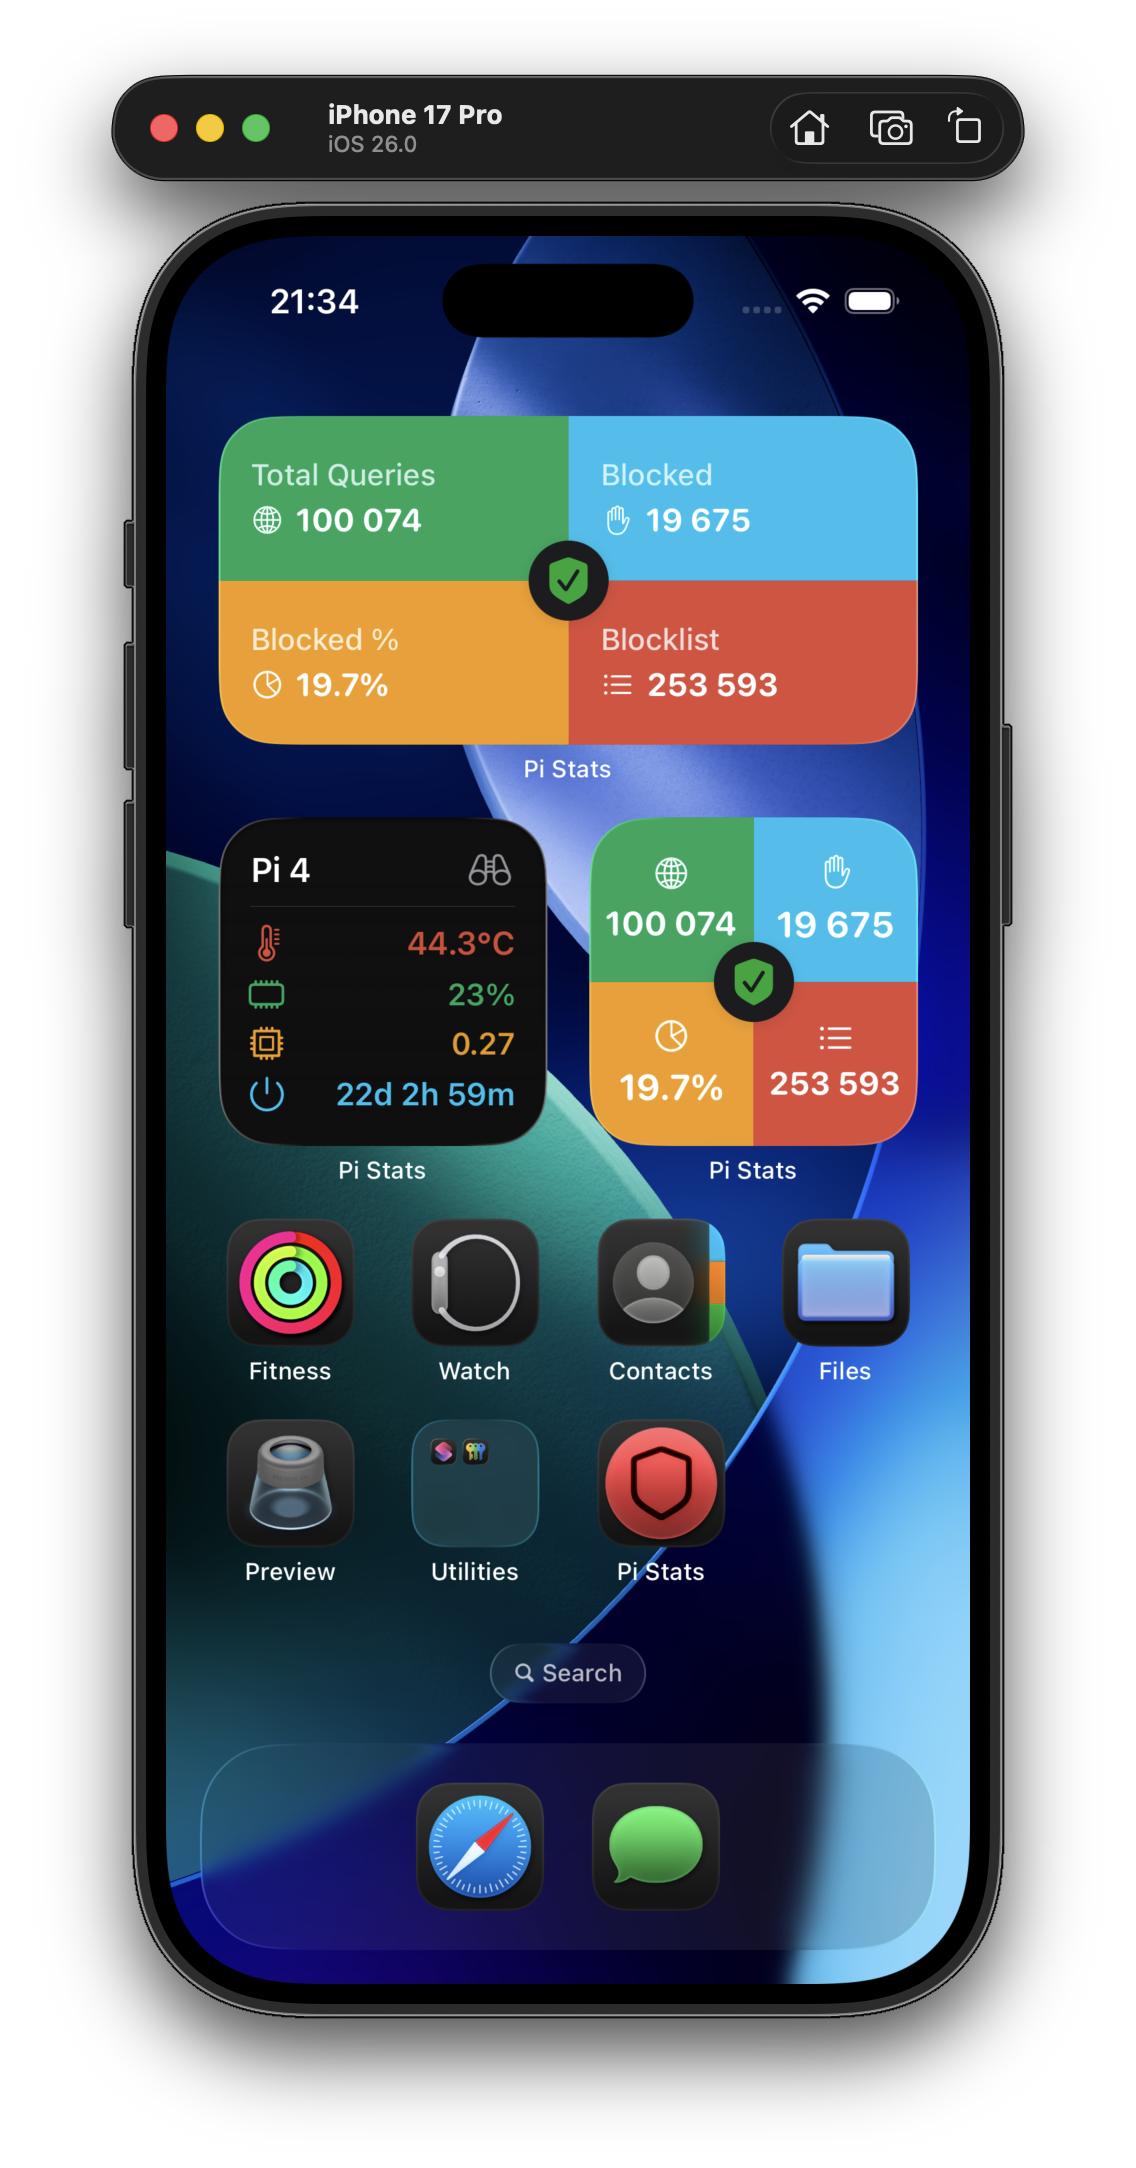 iPhone 17 Pro
iOS 26.0
21:34
Total Queries
100 074
Blocked
19 675
Blocked %
19.7%
Blocklist
253 593
Pi Stats
Pi 4
44.3°C
23%
0.27
22d 2h 59m
Pi Stats
100 074
19 675
19.7%
253 593
Pi Stats
Fitness
Watch
Contacts
Files
Preview
Utilities
Pi Stats
Search